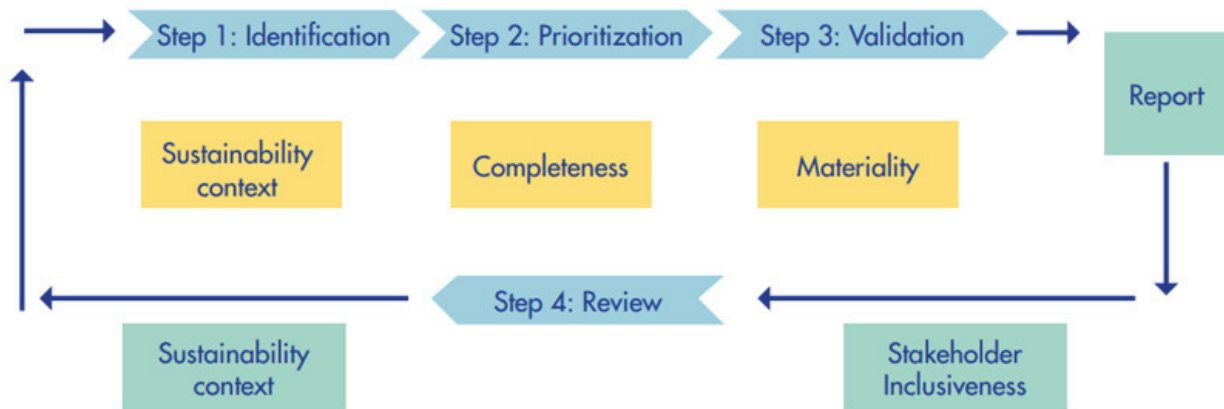 Step 1: Identification
Step 2: Prioritization
Step 3: Validation
Report
Sustainability
context
Completeness
Materiality
Step 4: Review
Sustainability
context
Stakeholder
Inclusiveness